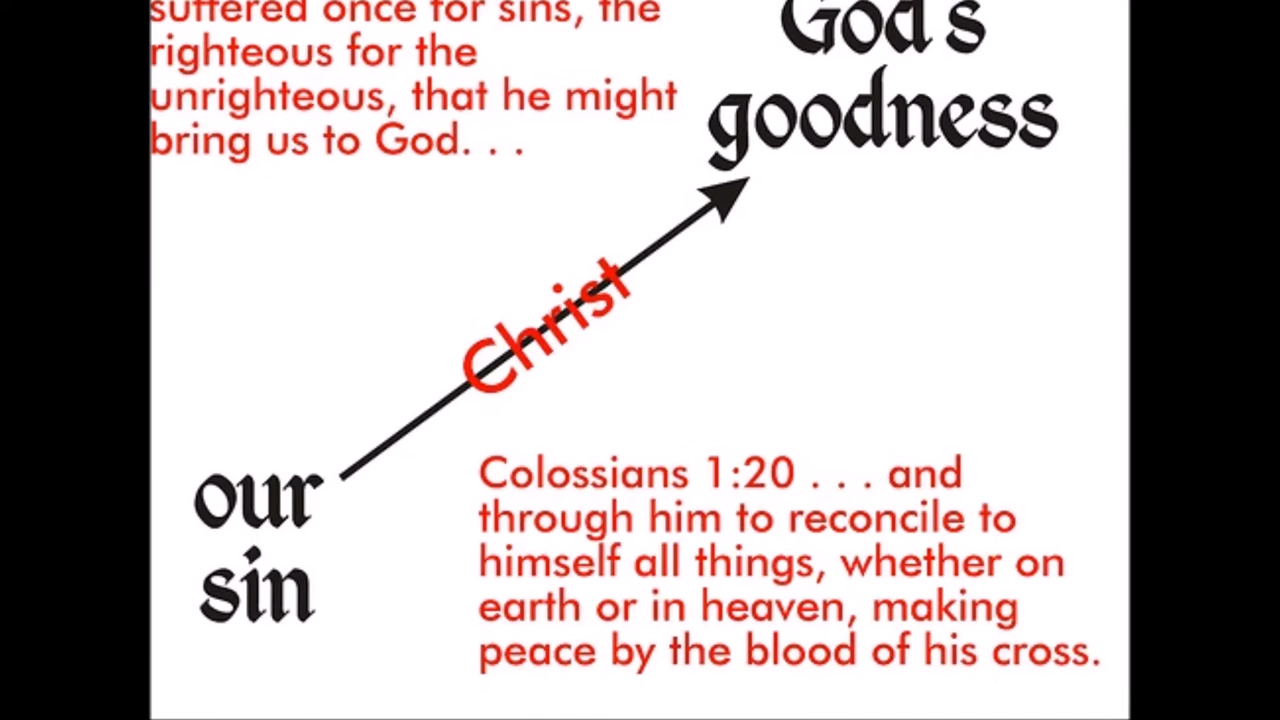 suffered once for sins, the
righteous for the
unrighteous, that he might
bring us to God. . .
God's
goodness
Christ
our
sin
Colossians 1:20 . . . and
through him to reconcile to
himself all things, whether on
earth or in heaven, making
peace by the blood of his cross.